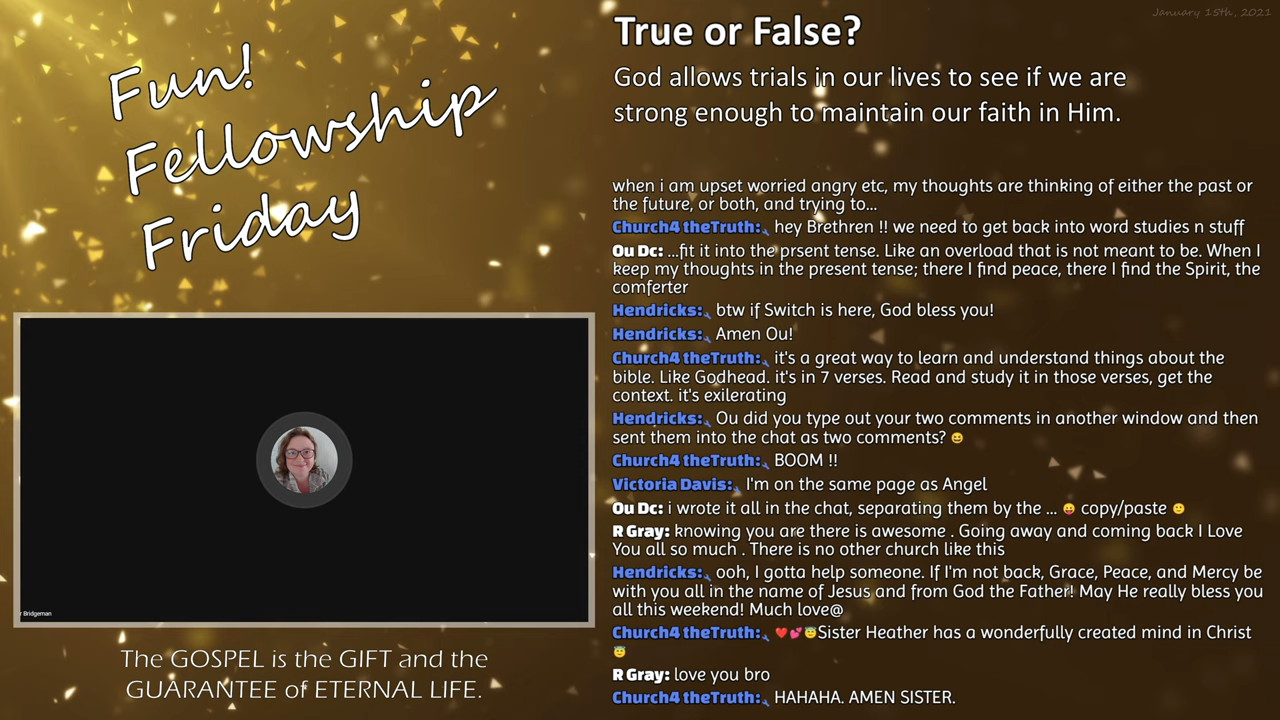 January 15th, 2021
Fun!
Fellowship
Friday
True or False?
God allows trials in our lives to see if we are
strong enough to maintain our faith in Him.
when i am upset worried angry etc, my thoughts are thinking of either the past or
the future, or both, and trying to...
Church4 theTruth: hey Brethren !! we need to get back into word studies n stuff
Ou Dc: ...fit it into the prsent tense. Like an overload that is not meant to be. When I
keep my thoughts in the present tense; there I find peace, there I find the Spirit, the
comferter
Hendricks: btw if Switch is here, God bless you!
Hendricks: Amen Ou!
Church4 theTruth: it's a great way to learn and understand things about the
bible. Like Godhead. it's in 7 verses. Read and study it in those verses, get the
context. it's exilerating
Hendricks: Ou did you type out your two comments in another window and then
sent them into the chat as two comments? 😆
Church4 theTruth: BOOM !!
Victoria Davis: I'm on the same page as Angel
Ou Dc: i wrote it all in the chat, separating them by the ... 😛 copy/paste 🙂
R Gray: knowing you are there is awesome . Going away and coming back I Love
You all so much . There is no other church like this
Hendricks: ooh, I gotta help someone. If I'm not back, Grace, Peace, and Mercy be
with you all in the name of Jesus and from God the Father! May He really bless you
all this weekend! Much love@
Church4 theTruth: ❤️💕😇Sister Heather has a wonderfully created mind in Christ
😇
R Gray: love you bro
Church4 theTruth: HAHAHA. AMEN SISTER.
r Bridgeman
The GOSPEL is the GIFT and the
GUARANTEE of ETERNAL LIFE.